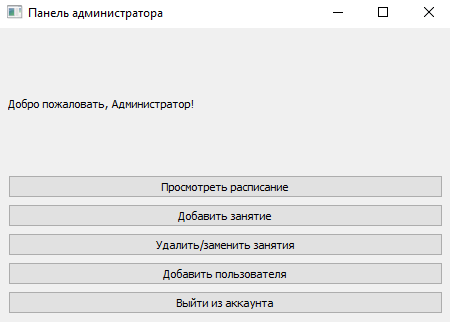 Панель администратора
Добро пожаловать, Администратор!
Просмотреть расписание
Добавить занятие
Удалить/заменить занятия
Добавить пользователя
Выйти из аккаунта